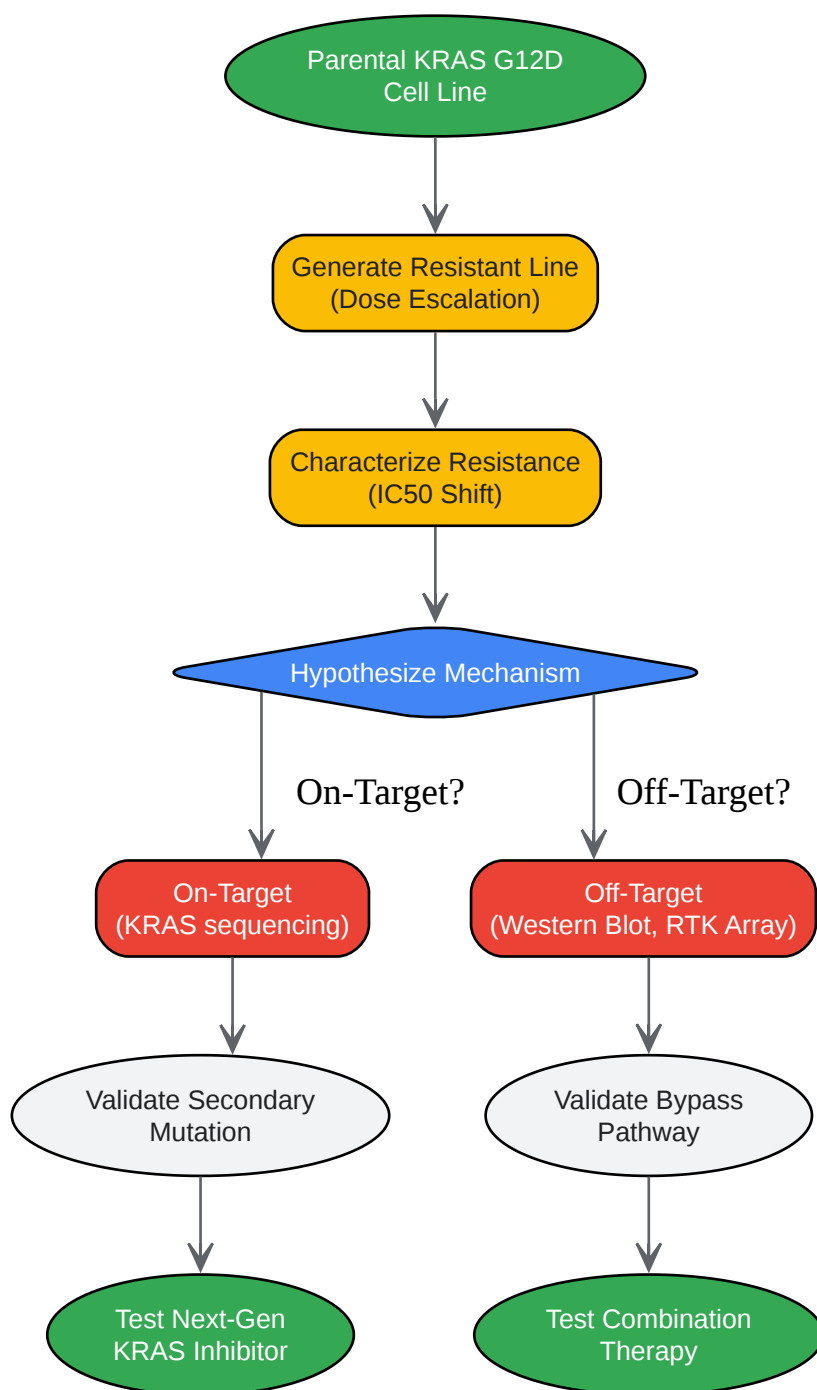 Parental KRAS G12D
Cell Line
Generate Resistant Line
(Dose Escalation)
Characterize Resistance
(IC50 Shift)
Hypothesize Mechanism
On-Target?
Off-Target?
On-Target
(KRAS sequencing)
Off-Target
(Western Blot, RTK Array)
Validate Secondary
Mutation
Validate Bypass
Pathway
Test Next-Gen
KRAS Inhibitor
Test Combination
Therapy